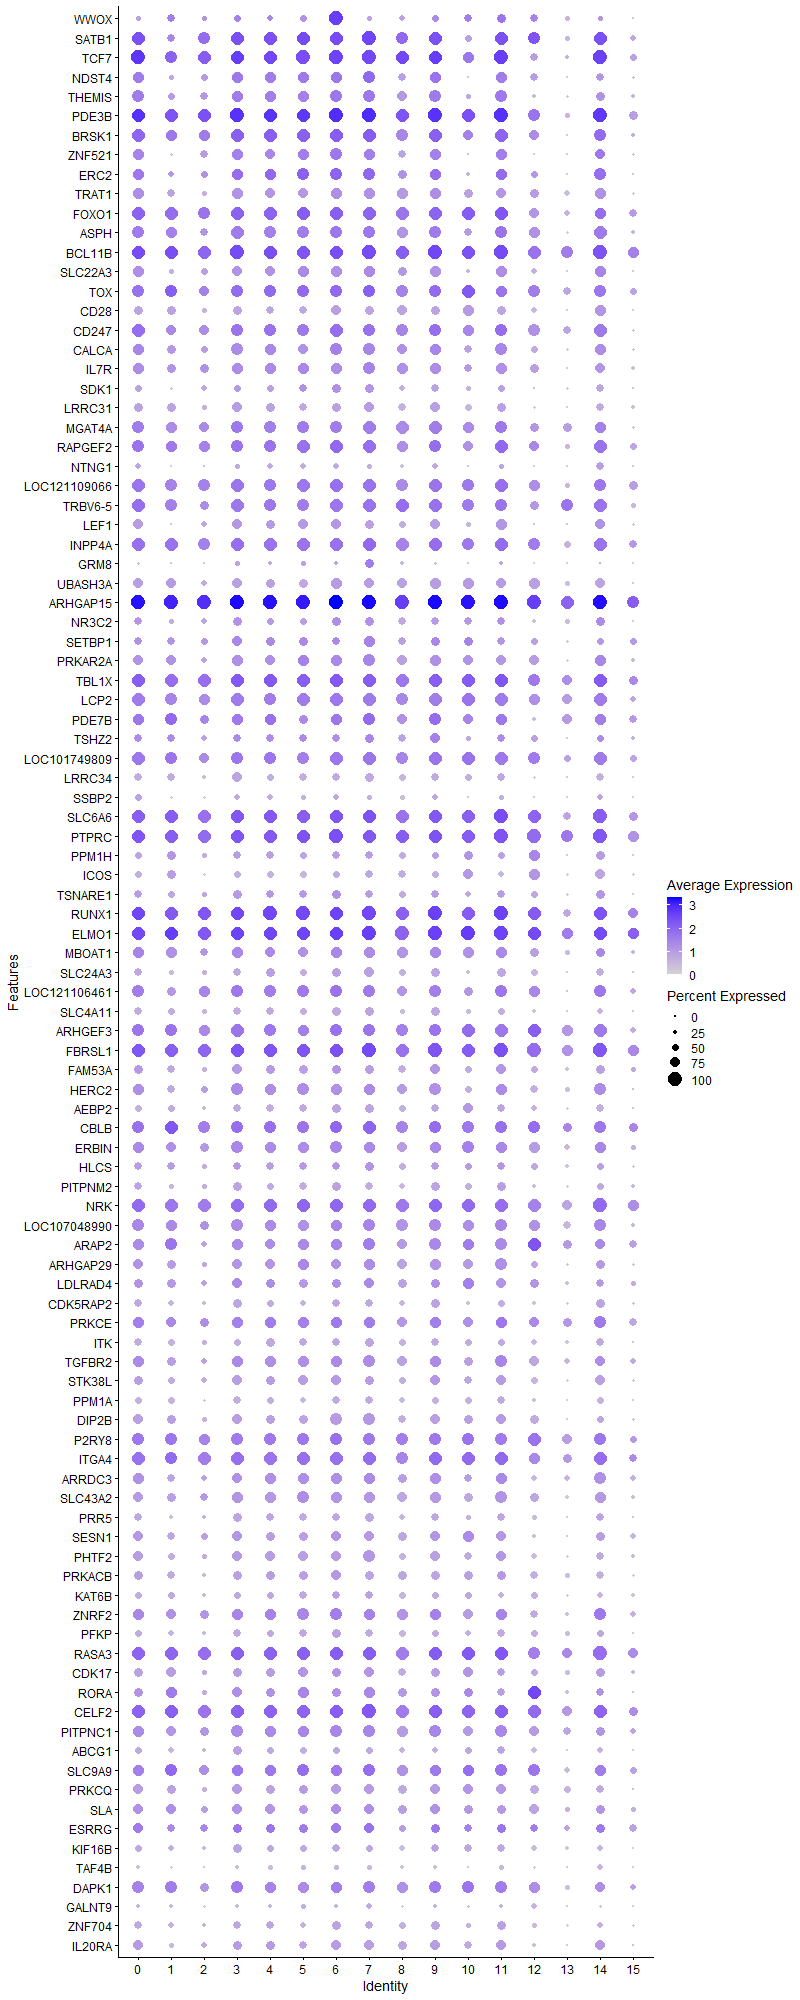 WWOX
SATB1
TCF7
NDST4
THEMIS
PDE3B
BRSK1
ZNF521
ERC2
TRAT1
FOXO1
ASPH
BCL11B
SLC22A3
TOX
CD28
CD247
CALCA
IL7R
SDK1
LRRC31
MGAT4A
RAPGEF2
NTNG1
LOC121109066
TRBV6-5
LEF1
INPP4A
GRM8
UBASH3A
ARHGAP15
NR3C2
SETBP1
PRKAR2A
TBL1X
LCP2
PDE7B
TSHZ2
LOC101749809
LRRC34
SSBP2
SLC6A6
PTPRC
PPM1H
ICOS
TSNARE1
RUNX1
ELMO1
MBOAT1
SLC24A3
LOC121106461
SLC4A11
ARHGEF3
FBRSL1
FAM53A
HERC2
AEBP2
CBLB
ERBIN
HLCS
PITPNM2
NRK
LOC107048990
ARAP2
ARHGAP29
LDLRAD4
CDK5RAP2
PRKCE
ITK
TGFBR2
STK38L
PPM1A
DIP2B
P2RY8
ITGA4
ARRDC3
SLC43A2
PRR5
SESN1
PHTF2
PRKACB
KAT6B
ZNRF2
PFKP
RASA3
CDK17
RORA
CELF2
PITPNC1
ABCG1
SLC9A9
PRKCQ
SLA
ESRRG
KIF16B
TAF4B
DAPK1
GALNT9
ZNF704
IL20RA
Features
0 1 2 3 4 5 6 7 8 9 10 11 12 13 14 15
Identity
Average Expression
3
2
1
0
Percent Expressed
0
25
50
75
100